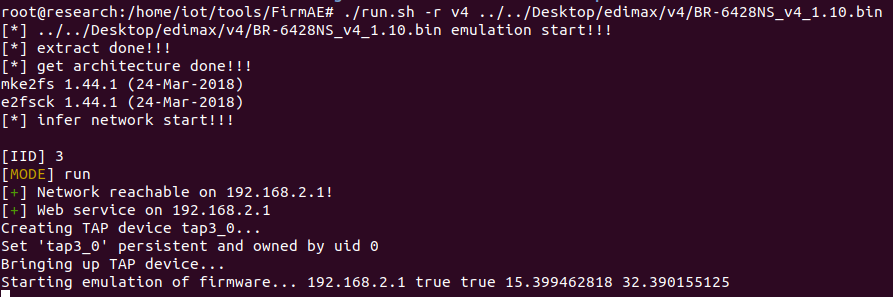 root@research:/home/iot/tools/FirmAE# ./run.sh -r v4 ../../Desktop/edimax/v4/BR-6428NS_v4_1.10.bin
[*] ../../Desktop/edimax/v4/BR-6428NS_v4_1.10.bin emulation start!!!
[*] extract done!!!
[*] get architecture done!!!
mke2fs 1.44.1 (24-Mar-2018)
e2fsck 1.44.1 (24-Mar-2018)
[*] infer network start!!!
[IID] 3
[MODE] run
[+] Network reachable on 192.168.2.1!
[+] Web service on 192.168.2.1
Creating TAP device tap3_0...
Set 'tap3_0' persistent and owned by uid 0
Bringing up TAP device...
Starting emulation of firmware... 192.168.2.1 true true 15.399462818 32.390155125